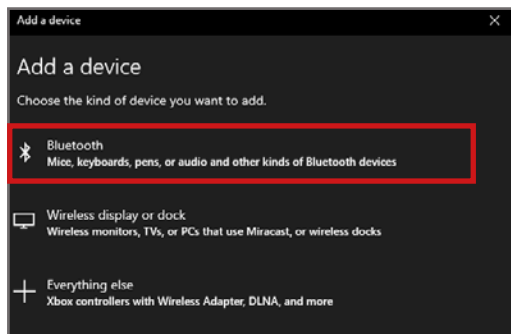 Add a device
Add a device
Choose the kind of device you want to add.
Bluetooth
Mice, keyboards, pens, or audio and other kinds of Bluetooth devices
Wireless display or dock
Wireless monitors, TVs, or PCs that use Miracast, or wireless docks
Everything else
Xbox controllers with Wireless Adapter, DLNA, and more